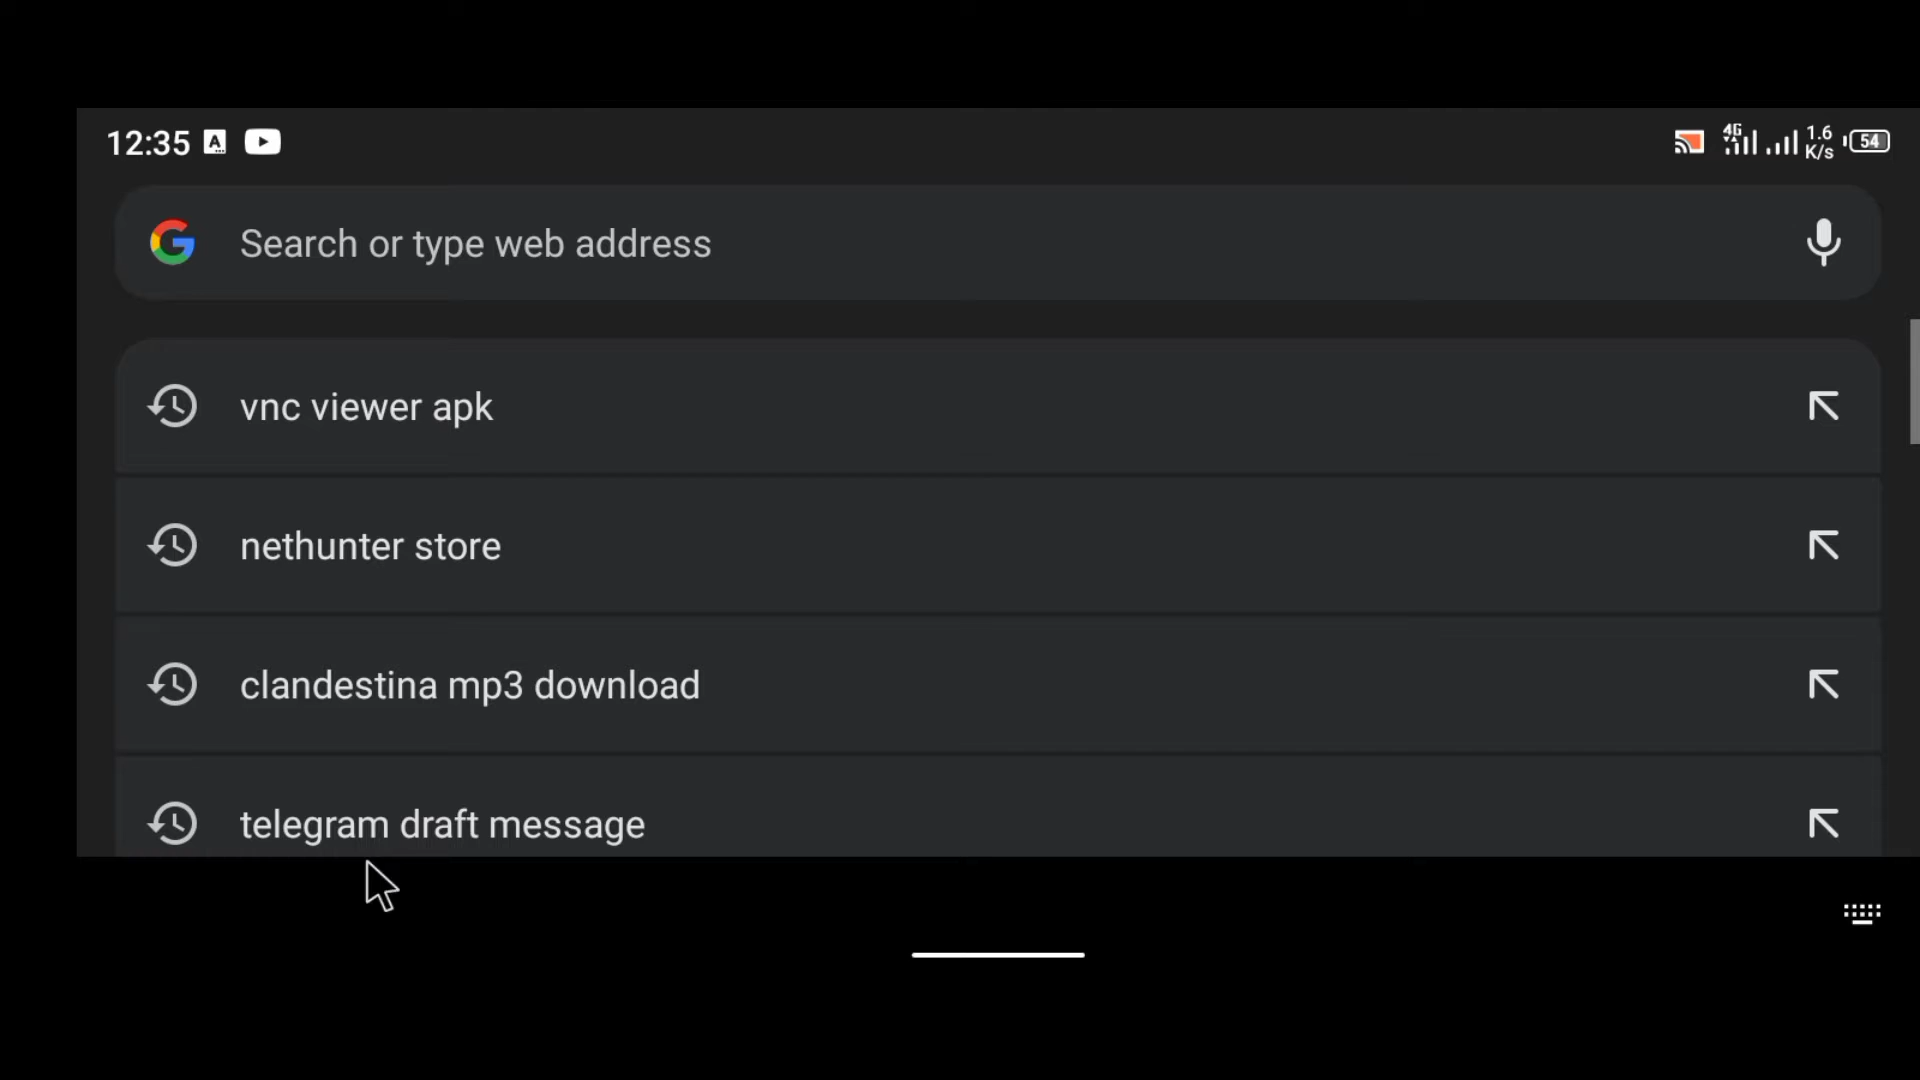 12:35
4G
1.6
K/s
54
Search or type web address
vnc viewer apk
nethunter store
clandestina mp3 download
telegram draft message